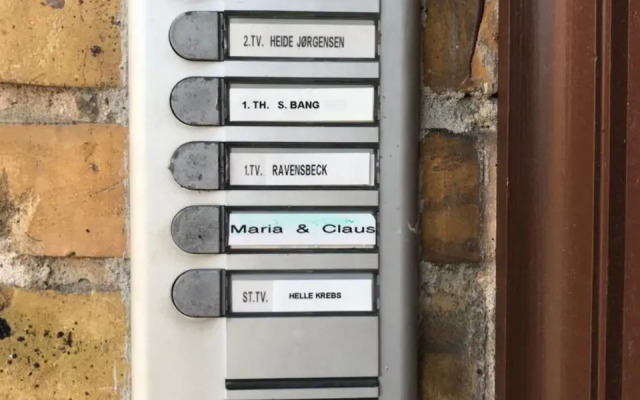 2.TV. HEIDE JØRGENSEN
1. TH. S. BANG
1.TV. RAVENSBECK
Maria & Claus
ST.TV. HELLE KREBS